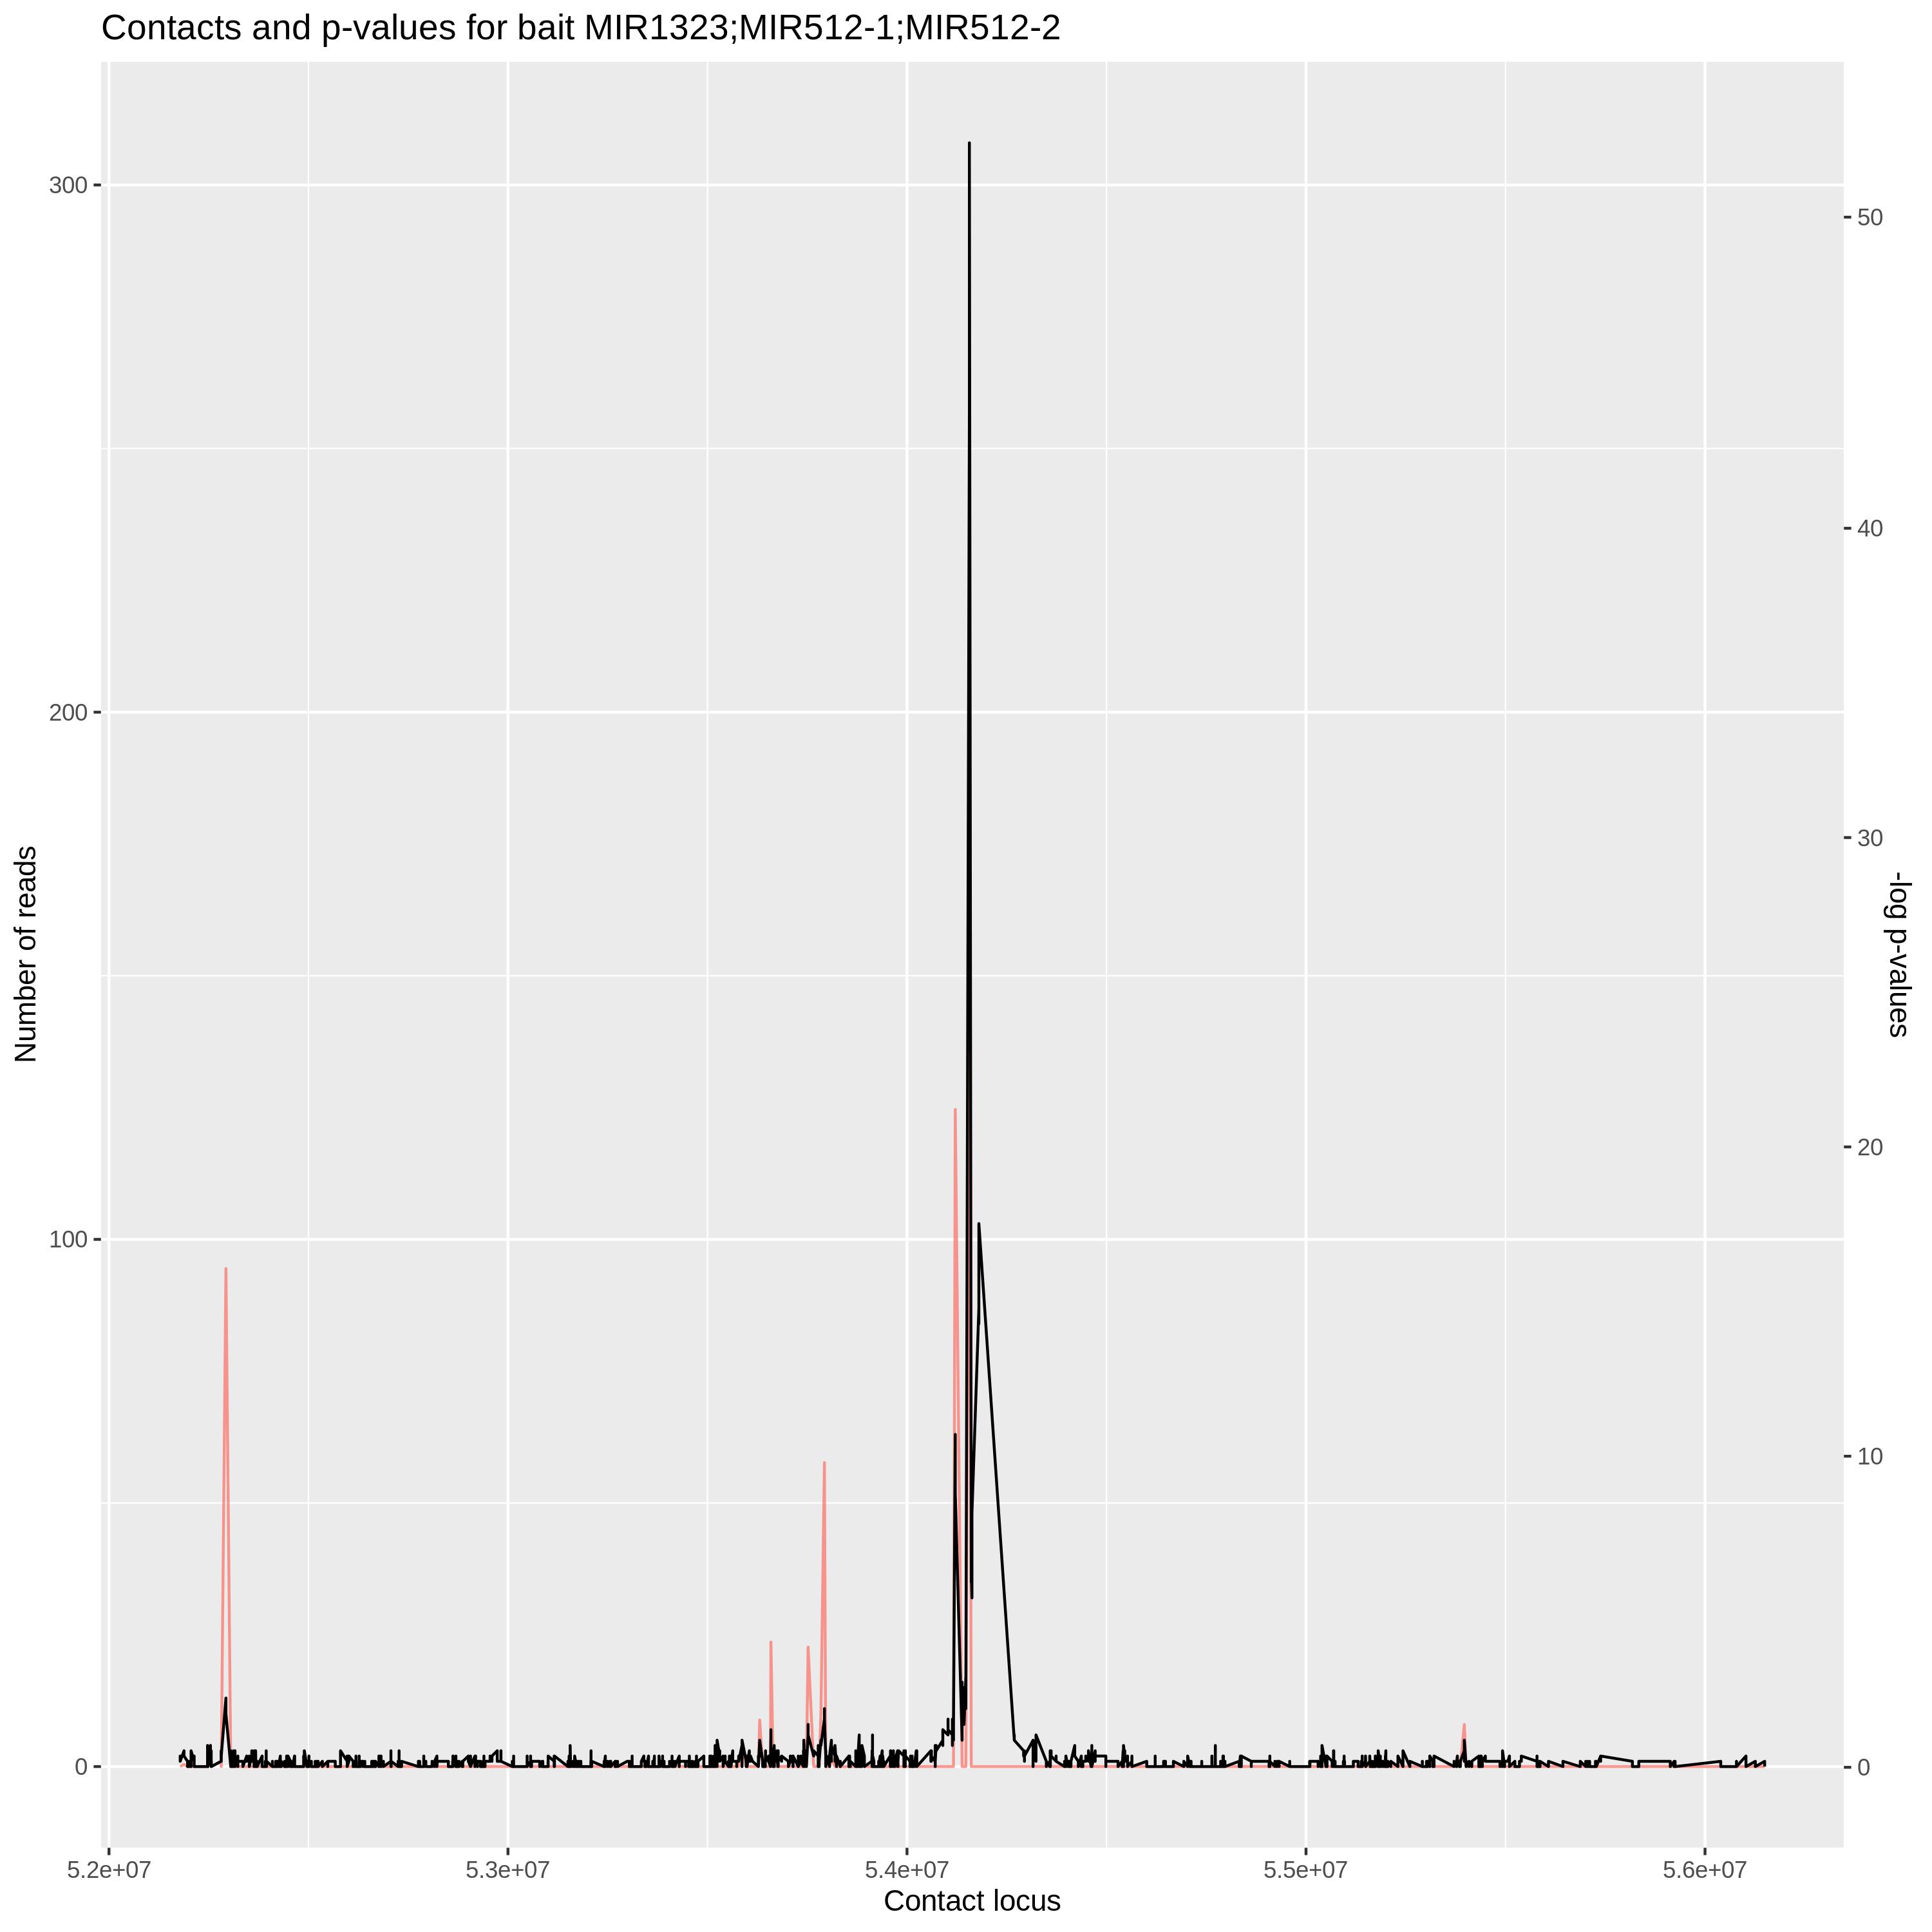 Contacts and p-values for bait MIR1323;MIR512-1;MIR512-2
300
200
100
0
Number of reads
50
40
30
20
10
0
-log p-values
5.2e+07
5.3e+07
5.4e+07
5.5e+07
5.6e+07
Contact locus